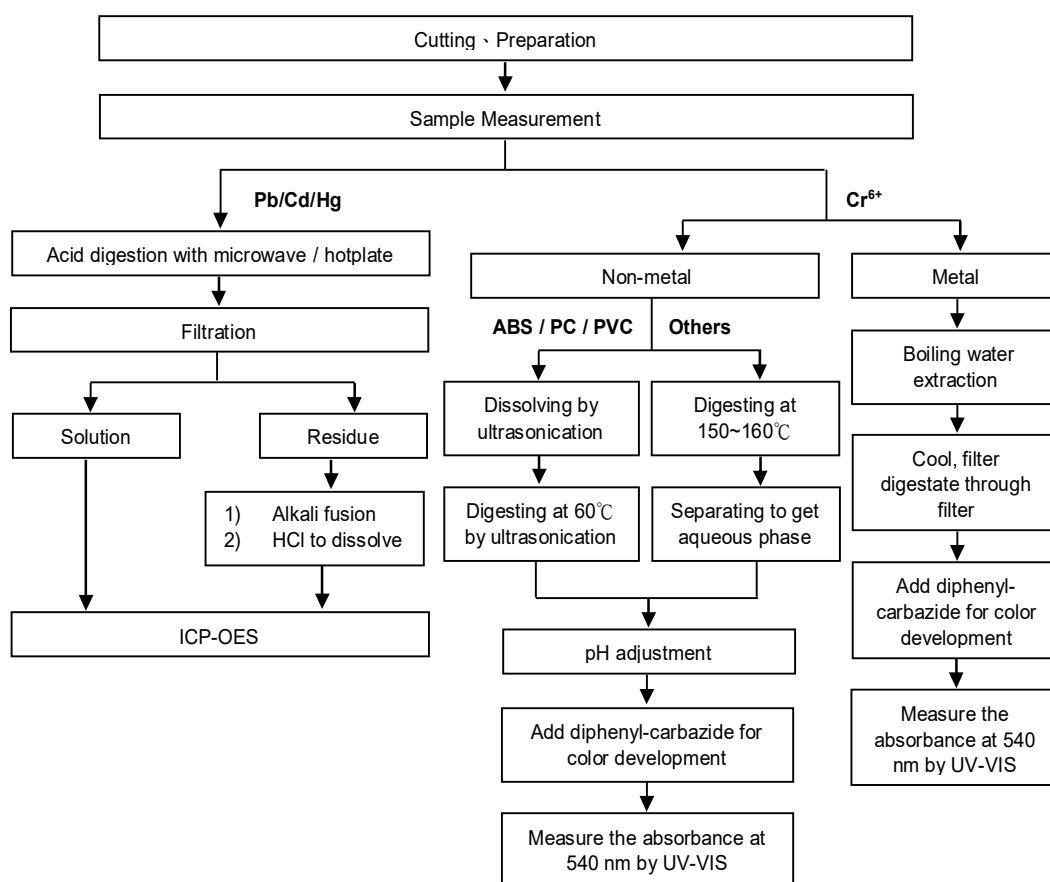 Cutting、Preparation
Sample Measurement
Pb/Cd/Hg
Cr⁶⁺
Acid digestion with microwave / hotplate
Filtration
Solution
Residue
1) Alkali fusion
2) HCl to dissolve
ICP-OES
Non-metal
ABS / PC / PVC
Others
Dissolving by
ultrasonication
Digesting at
150~160℃
Digesting at 60℃
by ultrasonication
Separating to get
aqueous phase
pH adjustment
Add diphenyl-carbazide for
color development
Measure the absorbance at
540 nm by UV-VIS
Metal
Boiling water
extraction
Cool, filter
digestate through
filter
Add diphenyl-
carbazide for color
development
Measure the
absorbance at 540
nm by UV-VIS